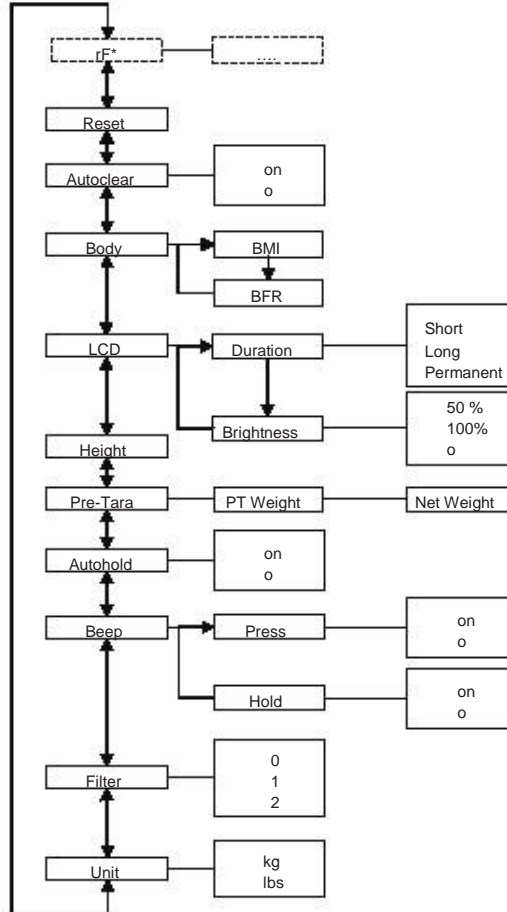 rF*
....
Reset
Autoclear
on
o
Body
BMI
BFR
LCD
Duration
Short
Long
Permanent
Brightness
50 %
100%
o
Height
Pre-Tara
PT Weight
Net Weight
Autohold
on
o
Beep
Press
on
o
Hold
on
o
Filter
0
1
2
Unit
kg
lbs